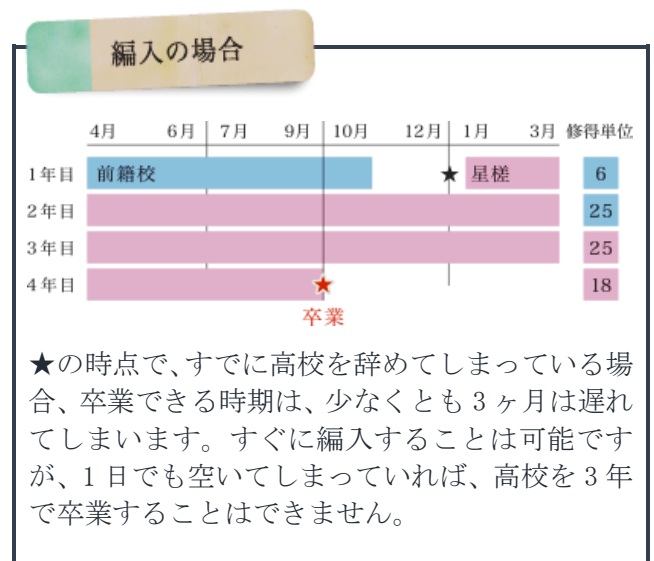 編入の場合
4月 6月 7月 9月 10月 12月 1月 3月 修得単位
1年目 前籍校 ★ 星槎 6
2年目 25
3年目 25
4年目 ★ 18
卒業
★の時点で、すでに高校を辞めてしまっている場
合、卒業できる時期は、少なくとも3ヶ月は遅れ
てしまいます。すぐに編入することは可能です
が、1日でも空いてしまっていれば、高校を3年
で卒業することはできません。